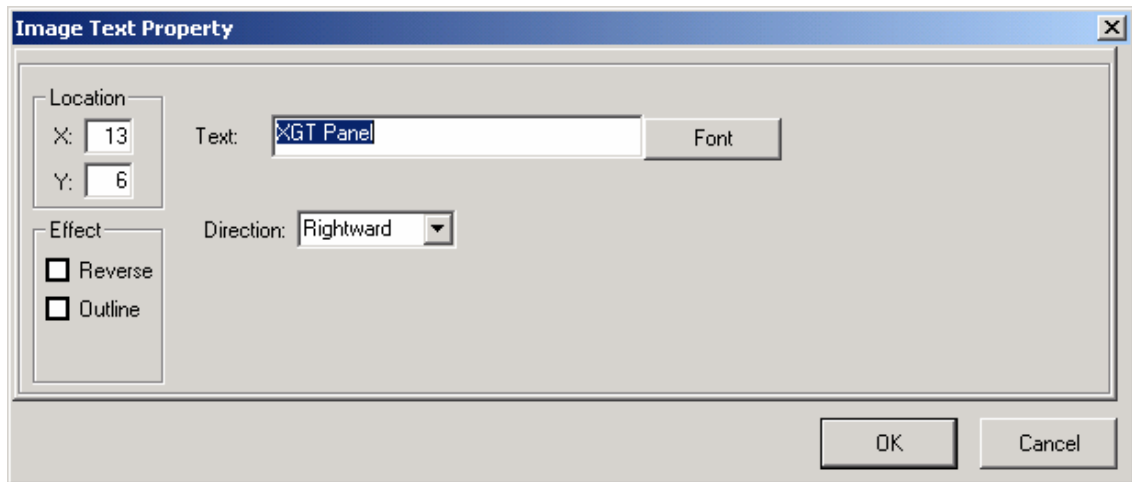 Image Text Property
Location
X: 13
Y: 6
Text: XGT Panel Font
Effect
Direction: Rightward
Reverse
Outline
OK Cancel